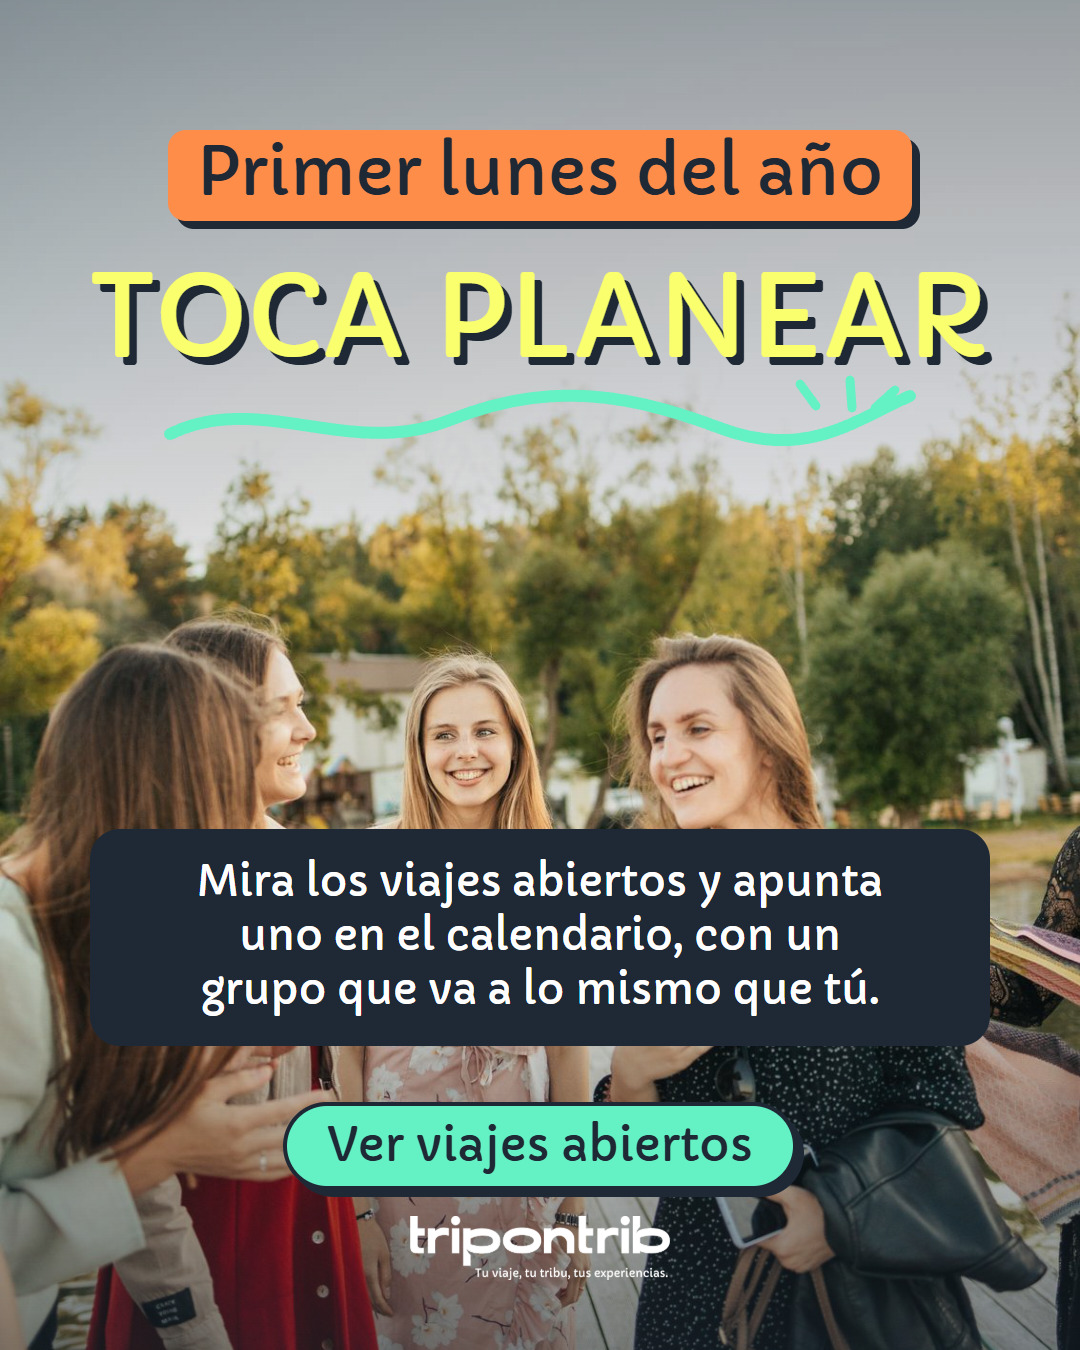 Primer lunes del año
TOCA PLANEAR
Mira los viajes abiertos y apunta
uno en el calendario, con un
grupo que va a lo mismo que tú.
Ver viajes abiertos
tripontrib
Tu viaje, tu tribu, tus experiencias.